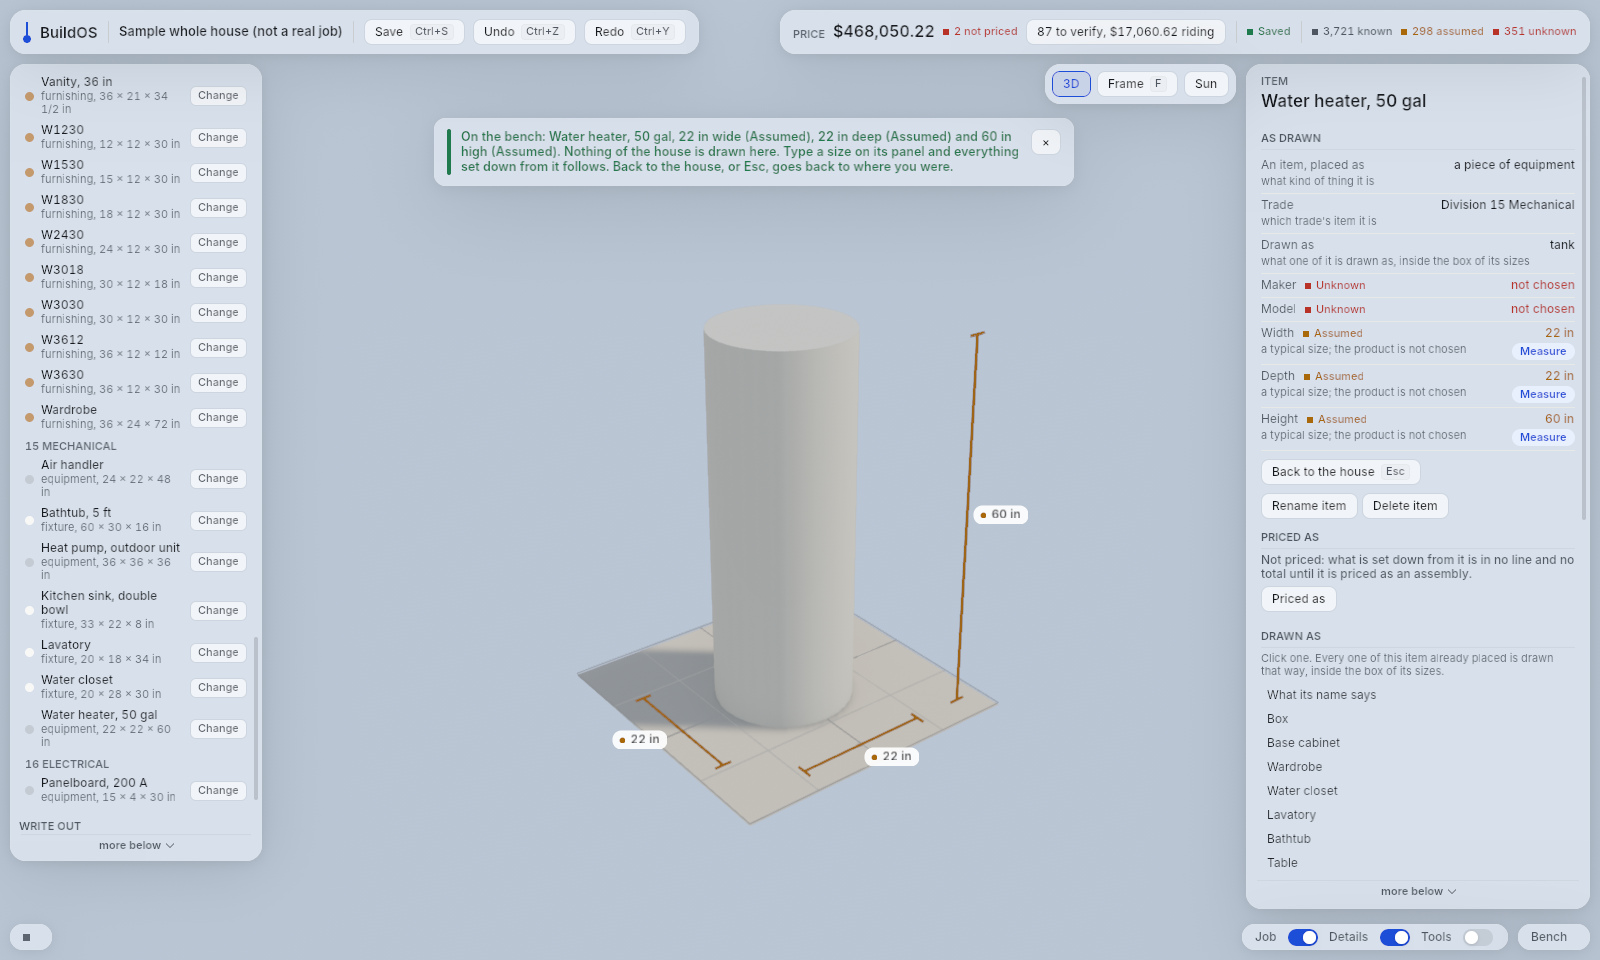 BuildOS
Sample whole house (not a real job)
Save Ctrl+S
Undo Ctrl+Z
Redo Ctrl+Y
PRICE $468,050.22
2 not priced
87 to verify, $17,060.62 riding
Saved
3,721 known
298 assumed
351 unknown
Vanity, 36 in
furnishing, 36 × 21 × 34
1/2 in
Change
W1230
furnishing, 12 × 12 × 30 in
Change
W1530
furnishing, 15 × 12 × 30 in
Change
W1830
furnishing, 18 × 12 × 30 in
Change
W2430
furnishing, 24 × 12 × 30 in
Change
W3018
furnishing, 30 × 12 × 18 in
Change
W3030
furnishing, 30 × 12 × 30 in
Change
W3612
furnishing, 36 × 12 × 12 in
Change
W3630
furnishing, 36 × 12 × 30 in
Change
Wardrobe
furnishing, 36 × 24 × 72 in
Change
15 MECHANICAL
Air handler
equipment, 24 × 22 × 48
in
Change
Bathtub, 5 ft
fixture, 60 × 30 × 16 in
Change
Heat pump, outdoor unit
equipment, 36 × 36 × 36
in
Change
Kitchen sink, double
bowl
fixture, 33 × 22 × 8 in
Change
Lavatory
fixture, 20 × 18 × 34 in
Change
Water closet
fixture, 20 × 28 × 30 in
Change
Water heater, 50 gal
equipment, 22 × 22 × 60
in
Change
16 ELECTRICAL
Panelboard, 200 A
equipment, 15 × 4 × 30 in
Change
WRITE OUT
more below
3D
Frame F
Sun
On the bench: Water heater, 50 gal, 22 in wide (Assumed), 22 in deep (Assumed) and 60 in
high (Assumed). Nothing of the house is drawn here. Type a size on its panel and everything
set down from it follows. Back to the house, or Esc, goes back to where you were.
×
60 in
22 in
22 in
ITEM
Water heater, 50 gal
AS DRAWN
An item, placed as a piece of equipment
what kind of thing it is
Trade Division 15 Mechanical
which trade's item it is
Drawn as tank
what one of it is drawn as, inside the box of its sizes
Maker Unknown not chosen
Model Unknown not chosen
Width Assumed 22 in
a typical size; the product is not chosen Measure
Depth Assumed 22 in
a typical size; the product is not chosen Measure
Height Assumed 60 in
a typical size; the product is not chosen Measure
Back to the house Esc
Rename item Delete item
PRICED AS
Not priced: what is set down from it is in no line and no
total until it is priced as an assembly.
Priced as
DRAWN AS
Click one. Every one of this item already placed is drawn
that way, inside the box of its sizes.
What its name says
Box
Base cabinet
Wardrobe
Water closet
Lavatory
Bathtub
Table
more below
Job
Details
Tools
Bench